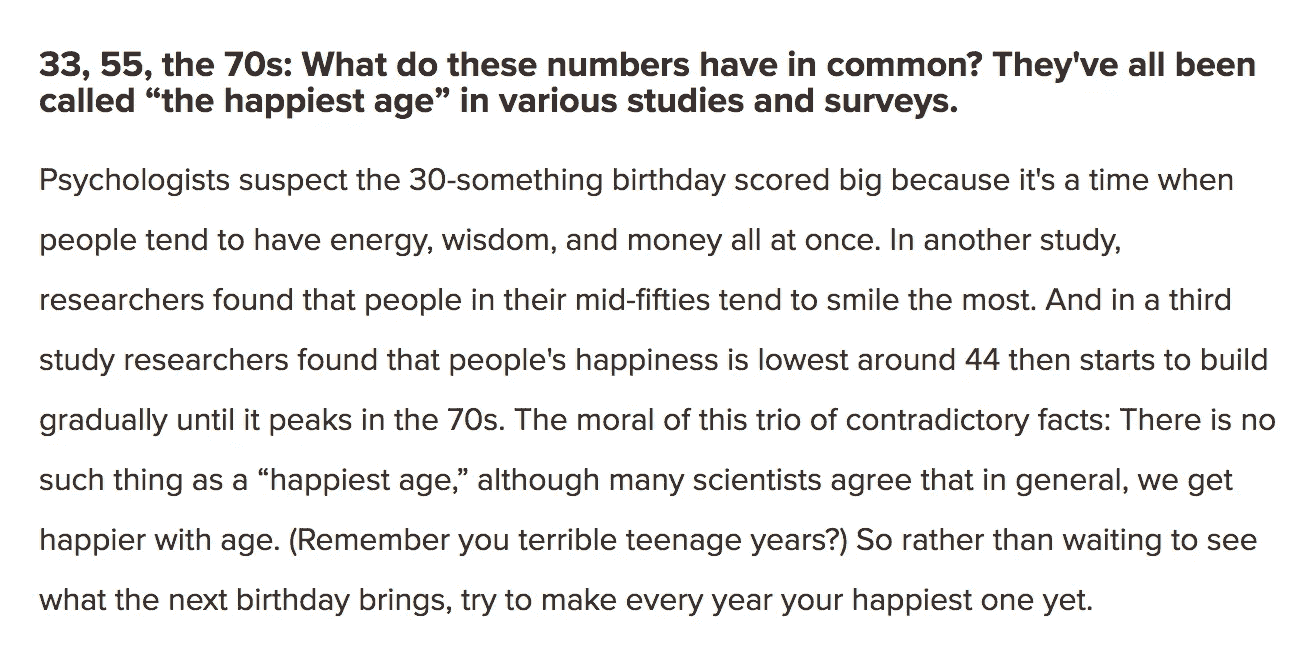 33, 55, the 70s: What do these numbers have in common? They've all been
called “the happiest age” in various studies and surveys.
Psychologists suspect the 30-something birthday scored big because it's a time when
people tend to have energy, wisdom, and money all at once. In another study,
researchers found that people in their mid-fifties tend to smile the most. And in a third
study researchers found that people's happiness is lowest around 44 then starts to build
gradually until it peaks in the 70s. The moral of this trio of contradictory facts: There is no
such thing as a “happiest age,” although many scientists agree that in general, we get
happier with age. (Remember you terrible teenage years?) So rather than waiting to see
what the next birthday brings, try to make every year your happiest one yet.